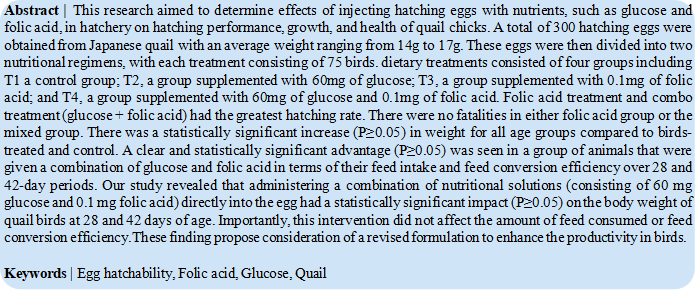 Abstract | This research aimed to determine effects of injecting hatching eggs with nutrients, such as glucose and
folic acid, in hatchery on hatching performance, growth, and health of quail chicks. A total of 300 hatching eggs were
obtained from Japanese quail with an average weight ranging from 14g to 17g. These eggs were then divided into two
nutritional regimens, with each treatment consisting of 75 birds. dietary treatments consisted of four groups including
T1 a control group; T2, a group supplemented with 60mg of glucose; T3, a group supplemented with 0.1mg of folic
acid; and T4, a group supplemented with 60mg of glucose and 0.1mg of folic acid. Folic acid treatment and combo
treatment (glucose + folic acid) had the greatest hatching rate. There were no fatalities in either folic acid group or the
mixed group. There was a statistically significant increase (P≥0.05) in weight for all age groups compared to birds-
treated and control. A clear and statistically significant advantage (P≥0.05) was seen in a group of animals that were
given a combination of glucose and folic acid in terms of their feed intake and feed conversion efficiency over 28 and
42-day periods. Our study revealed that administering a combination of nutritional solutions (consisting of 60 mg
glucose and 0.1 mg folic acid) directly into the egg had a statistically significant impact (P≥0.05) on the body weight of
quail birds at 28 and 42 days of age. Importantly, this intervention did not affect the amount of feed consumed or feed
conversion efficiency. These finding propose consideration of a revised formulation to enhance the productivity in birds.
Keywords | Egg hatchability, Folic acid, Glucose, Quail